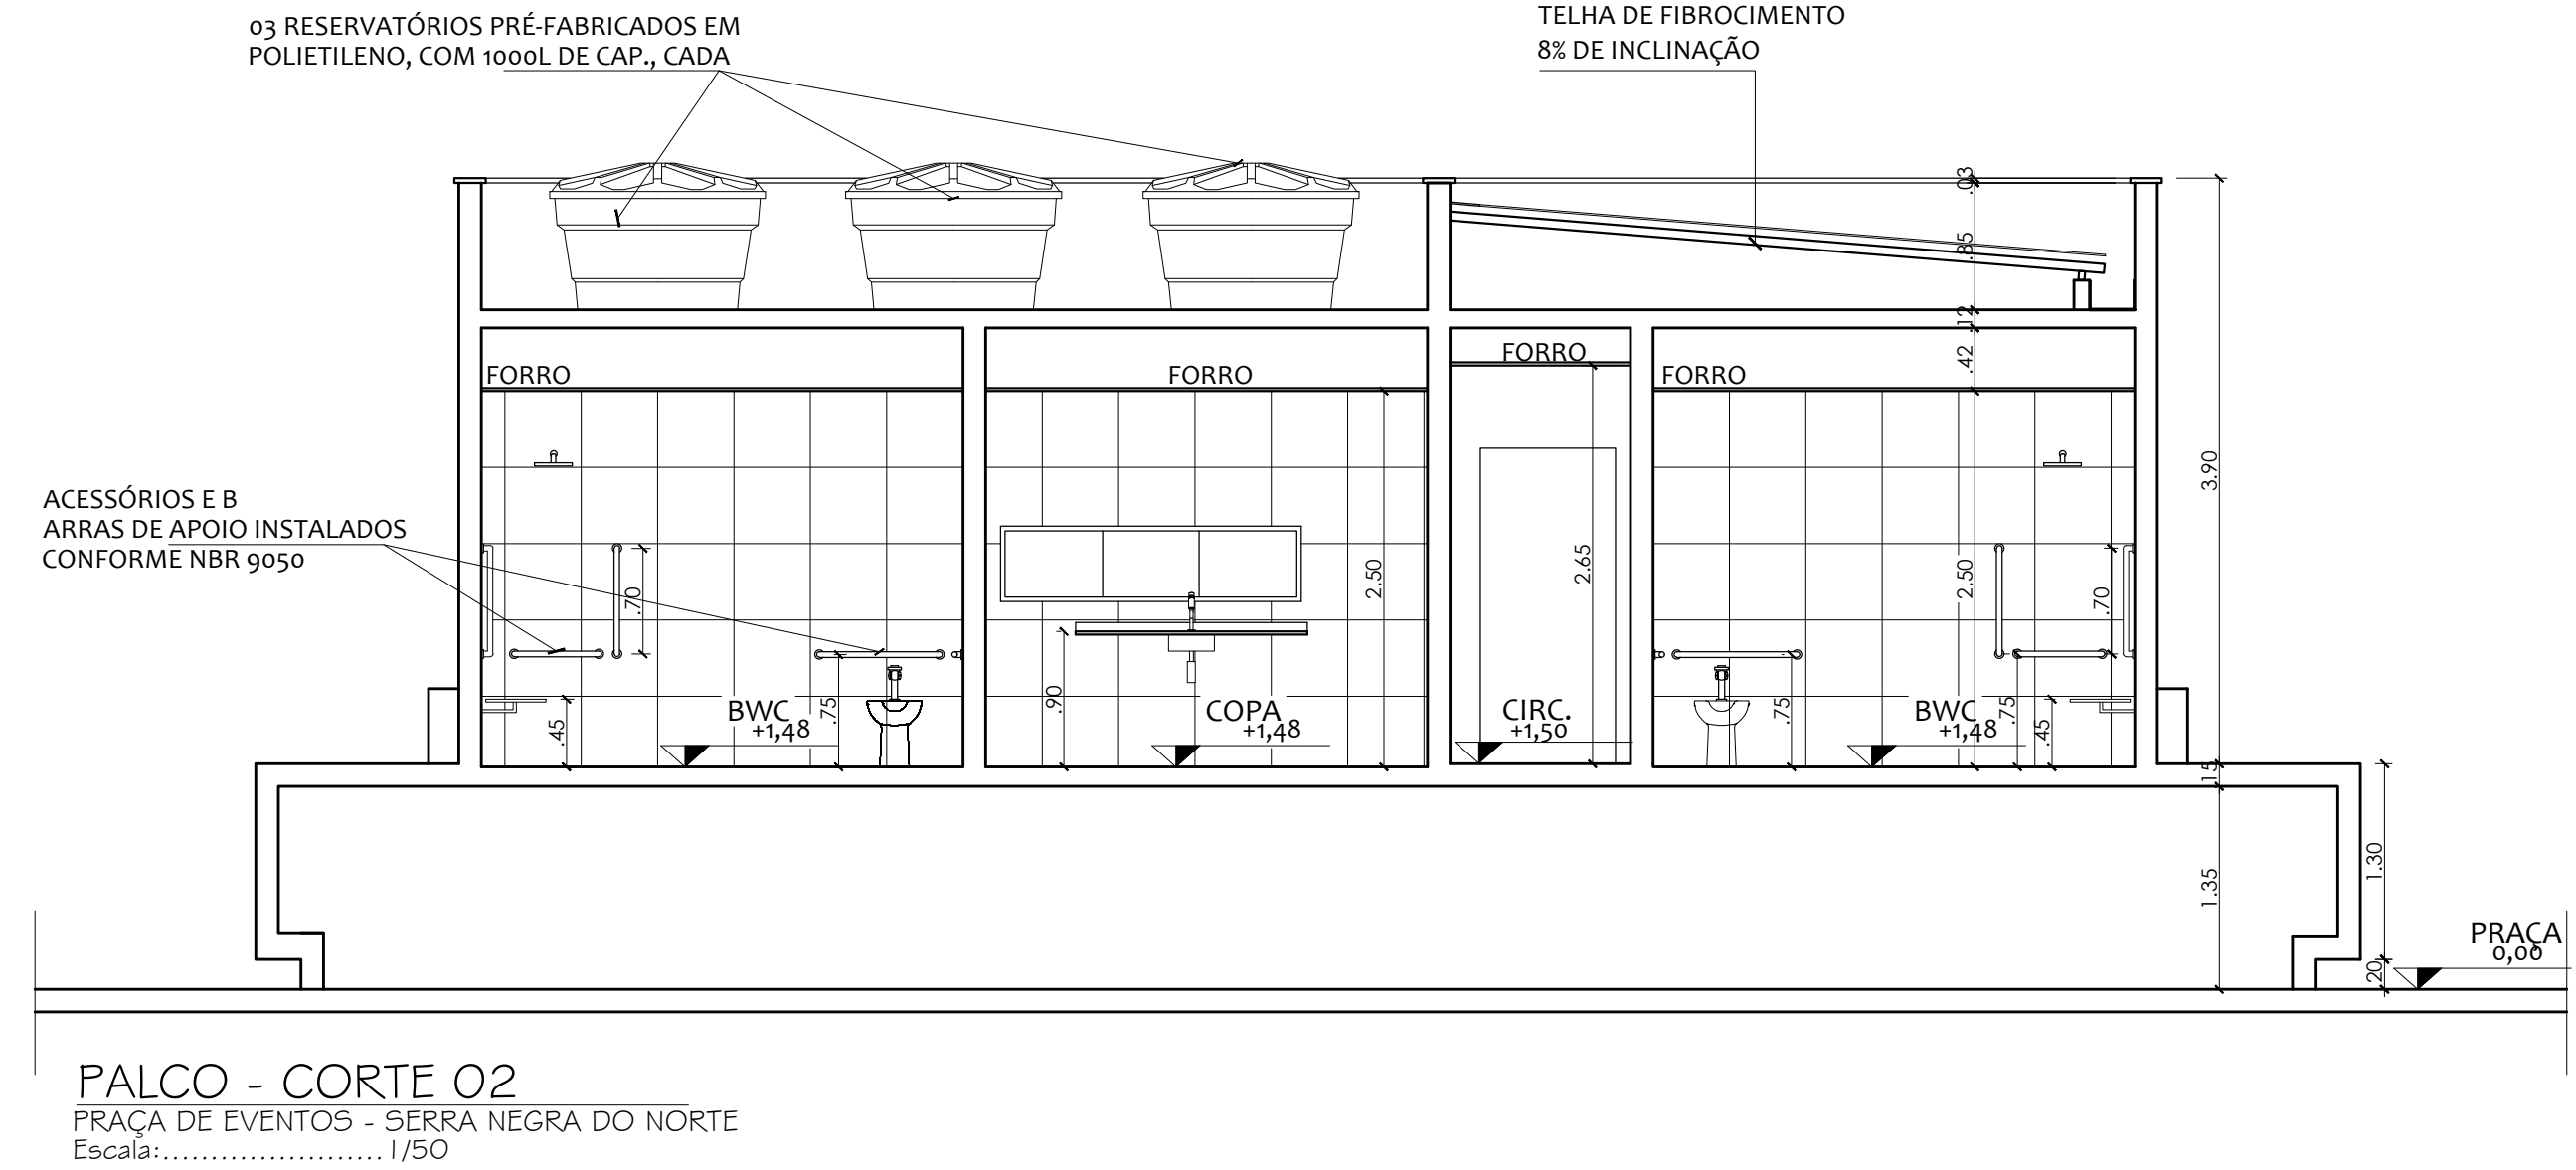 03 RESERVATÓRIOS PRÉ-FABRICADOS EM
POLIETILENO, COM 1000L DE CAP., CADA
TELHA DE FIBROCIMENTO
8% DE INCLINAÇÃO
.03
.85
.12
.42
FORRO
FORRO
FORRO
FORRO
3.90
ACESSÓRIOS E B
ARRAS DE APOIO INSTALADOS
CONFORME NBR 9050
.70
2.50
2.65
2.50
.70
.45
BWC
+1,48
.75
.90
COPA
+1,48
CIRC.
+1,50
.75
BWC
+1,48
.75
.45
.15
1.35
1.30
.20
PRAÇA
0,00
PALCO - CORTE 02
PRAÇA DE EVENTOS - SERRA NEGRA DO NORTE
Escala:....................... 1/50